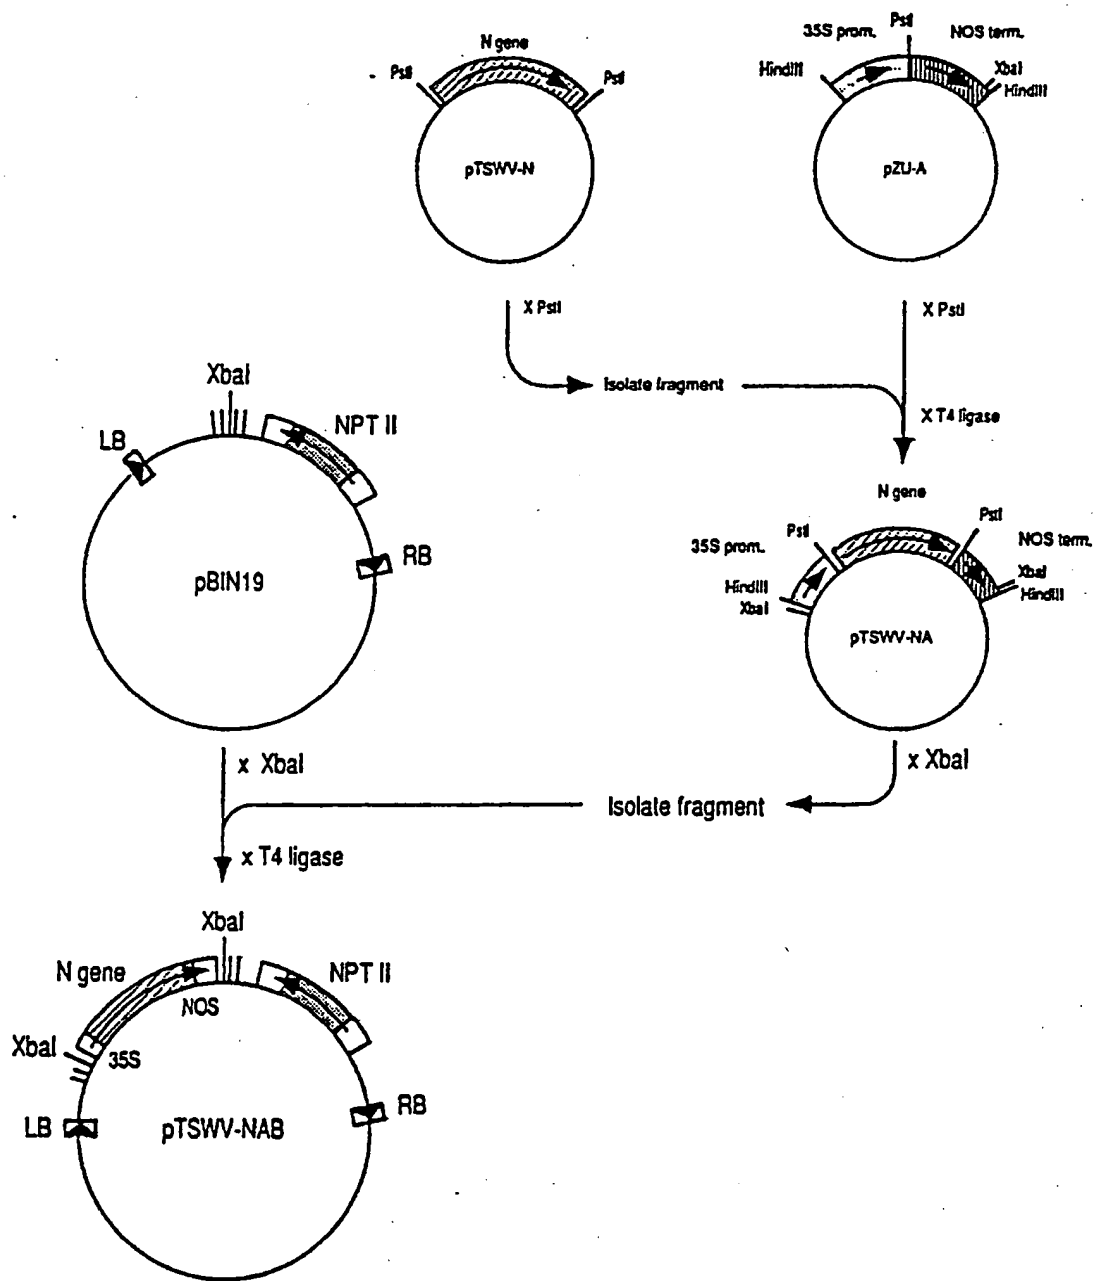 N gene
PstI
PstI
pTSWV-N
35S prom.
PstI
NOS term.
HindIII
XbaI
HindIII
pZU-A
X PstI
X PstI
Isolate fragment
X T4 ligase
XbaI
LB
NPT II
RB
pBIN19
N gene
35S prom.
PstI
PstI
NOS term.
HindIII
XbaI
XbaI
HindIII
pTSWV-NA
x XbaI
x XbaI
Isolate fragment
x T4 ligase
XbaI
N gene
NPT II
NOS
XbaI
35S
LB
RB
pTSWV-NAB